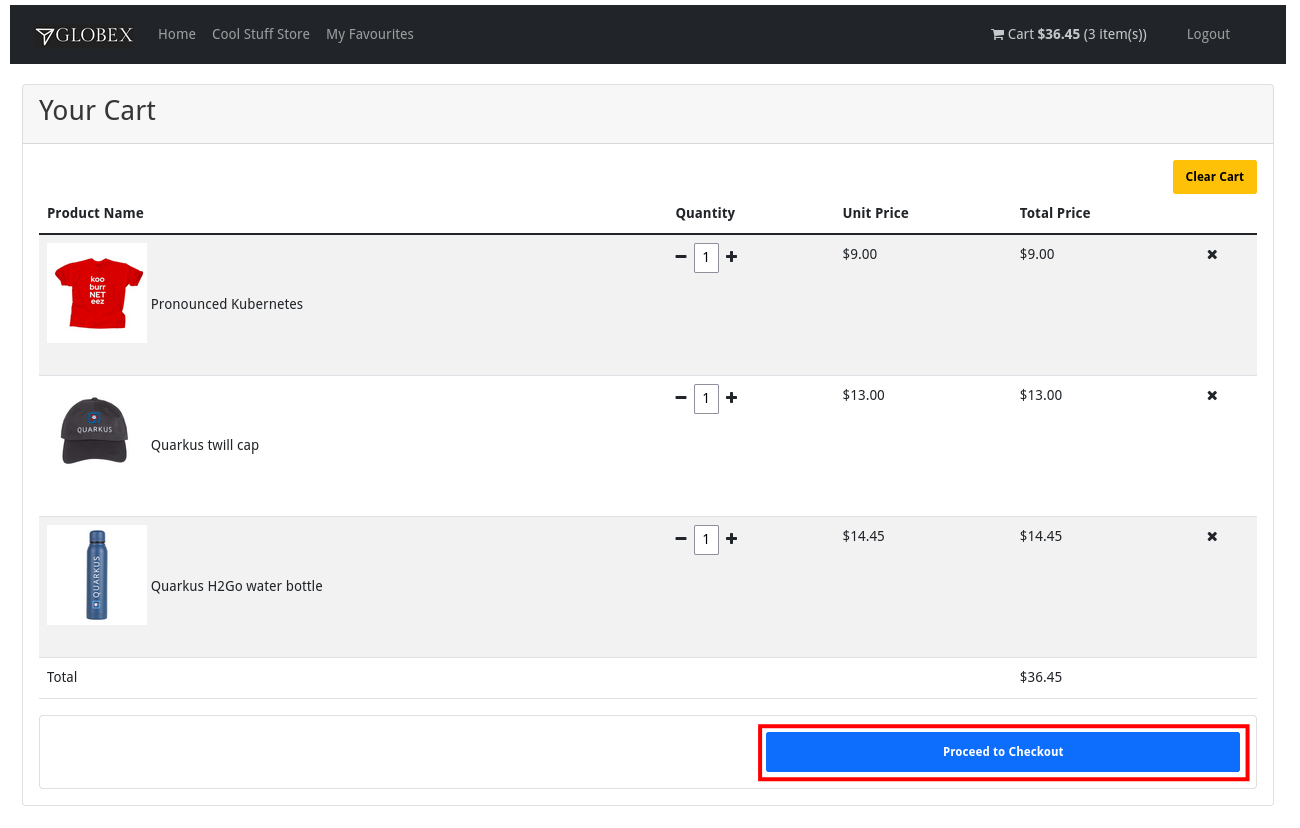 GLOBEX Home Cool Stuff Store My Favourites Cart $36.45 (3 item(s)) Logout
Your Cart
Clear Cart
Product Name Quantity Unit Price Total Price
koo
burr
NET
eez
Pronounced Kubernetes 1 $9.00 $9.00
QUARKUS
Quarkus twill cap 1 $13.00 $13.00
QUARKUS
Quarkus H2Go water bottle 1 $14.45 $14.45
Total $36.45
Proceed to Checkout